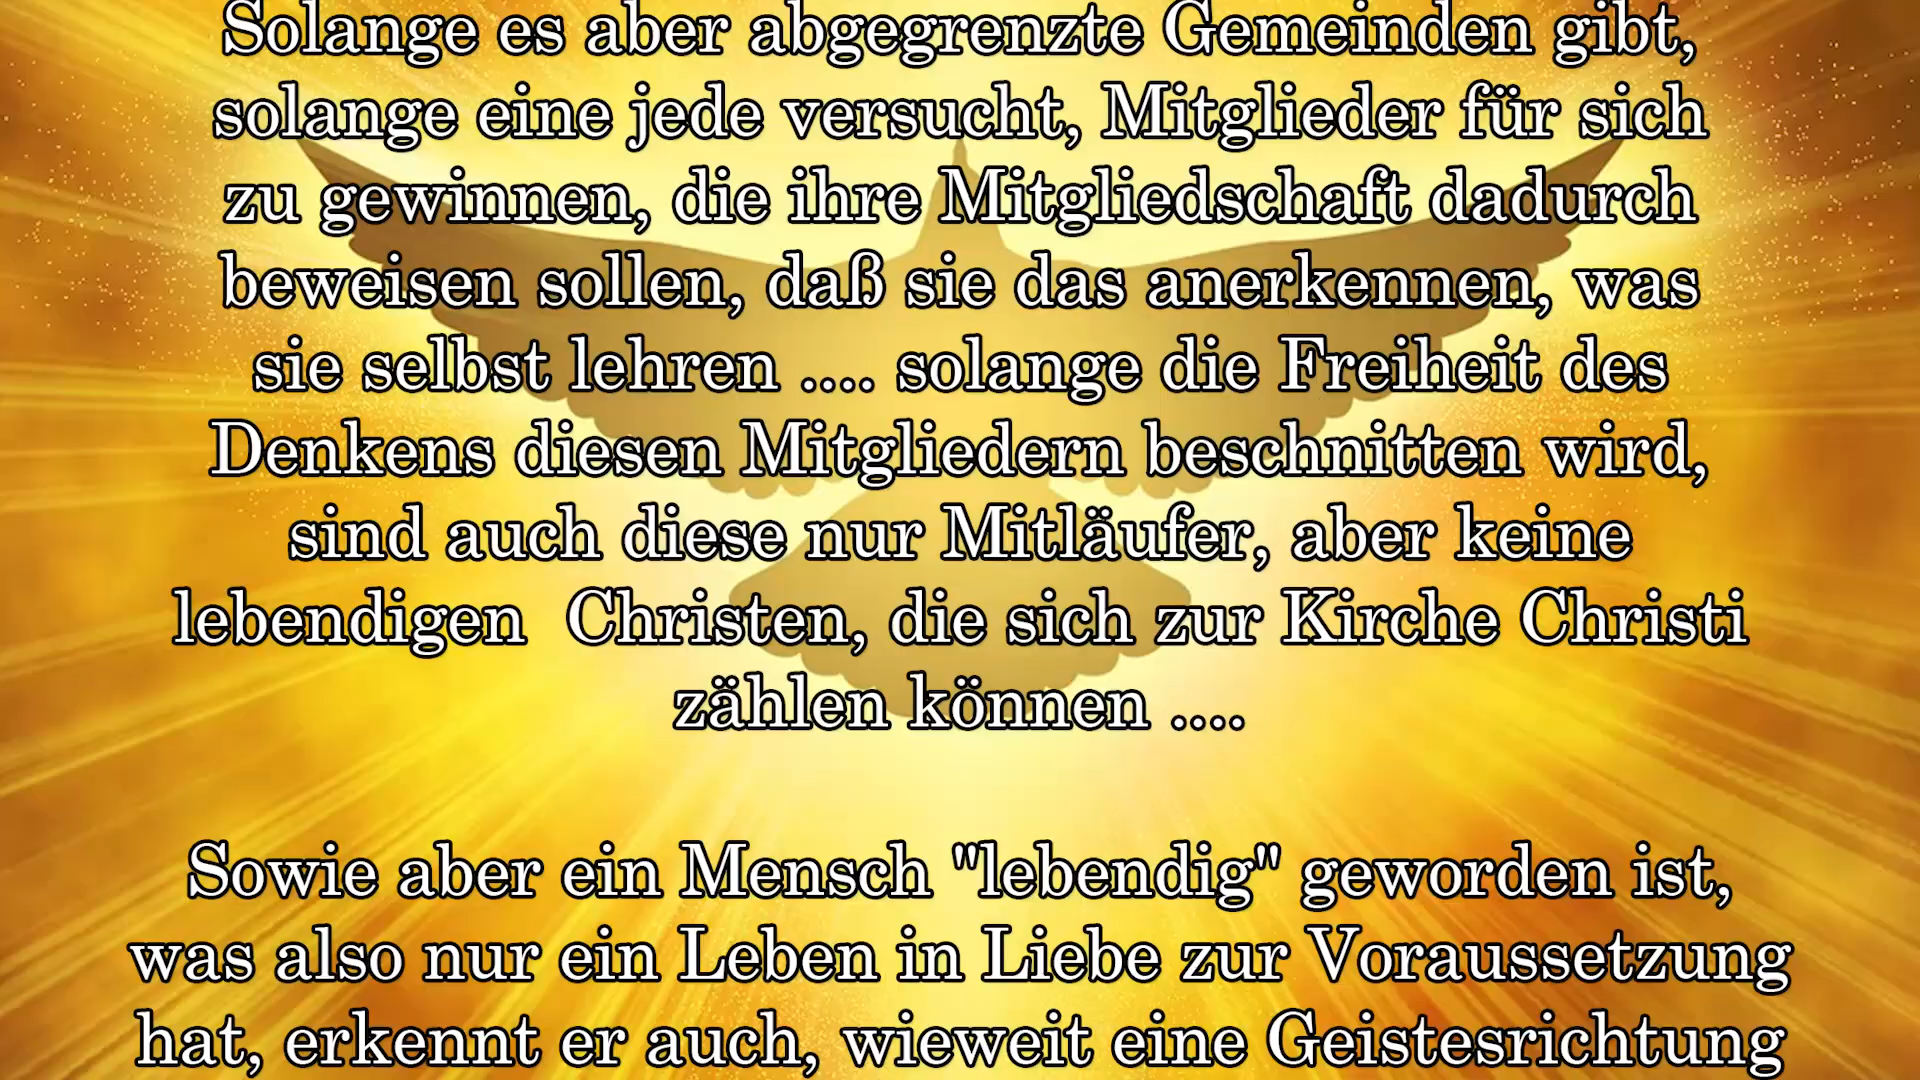 Solange es aber abgegrenzte Gemeinden gibt,
solange eine jede versucht, Mitglieder für sich
zu gewinnen, die ihre Mitgliedschaft dadurch
beweisen sollen, daß sie das anerkennen, was
sie selbst lehren .... solange die Freiheit des
Denkens diesen Mitgliedern beschnitten wird,
sind auch diese nur Mitläufer, aber keine
lebendigen  Christen, die sich zur Kirche Christi
zählen können ....
Sowie aber ein Mensch "lebendig" geworden ist,
was also nur ein Leben in Liebe zur Voraussetzung
hat, erkennt er auch, wieweit eine Geistesrichtung